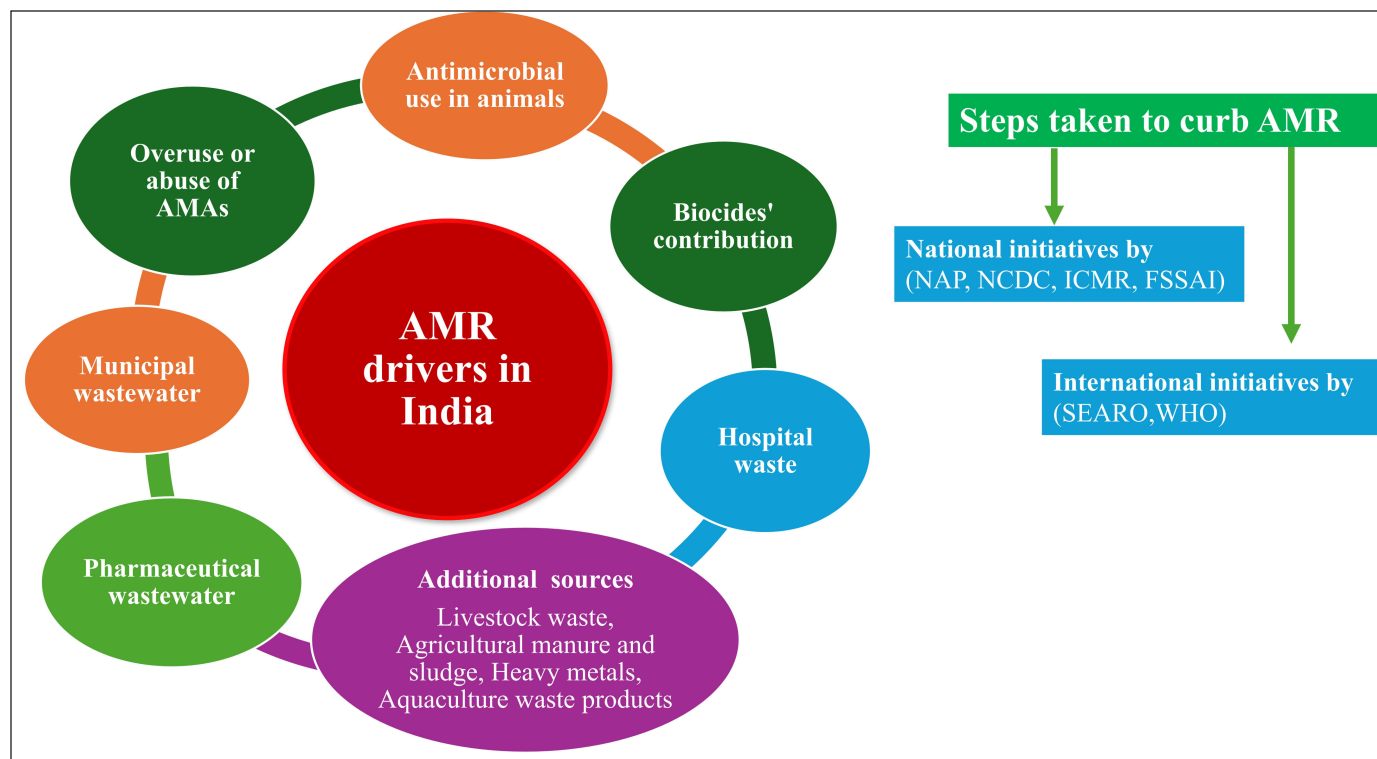 Antimicrobial
use in animals
Overuse or
abuse of
AMAs
Biocides'
contribution
AMR
drivers in
India
Municipal
wastewater
Hospital
waste
Pharmaceutical
wastewater
Additional sources
Livestock waste,
Agricultural manure and
sludge, Heavy metals,
Aquaculture waste products
Steps taken to curb AMR
National initiatives by
(NAP, NCDC, ICMR, FSSAI)
International initiatives by
(SEARO,WHO)